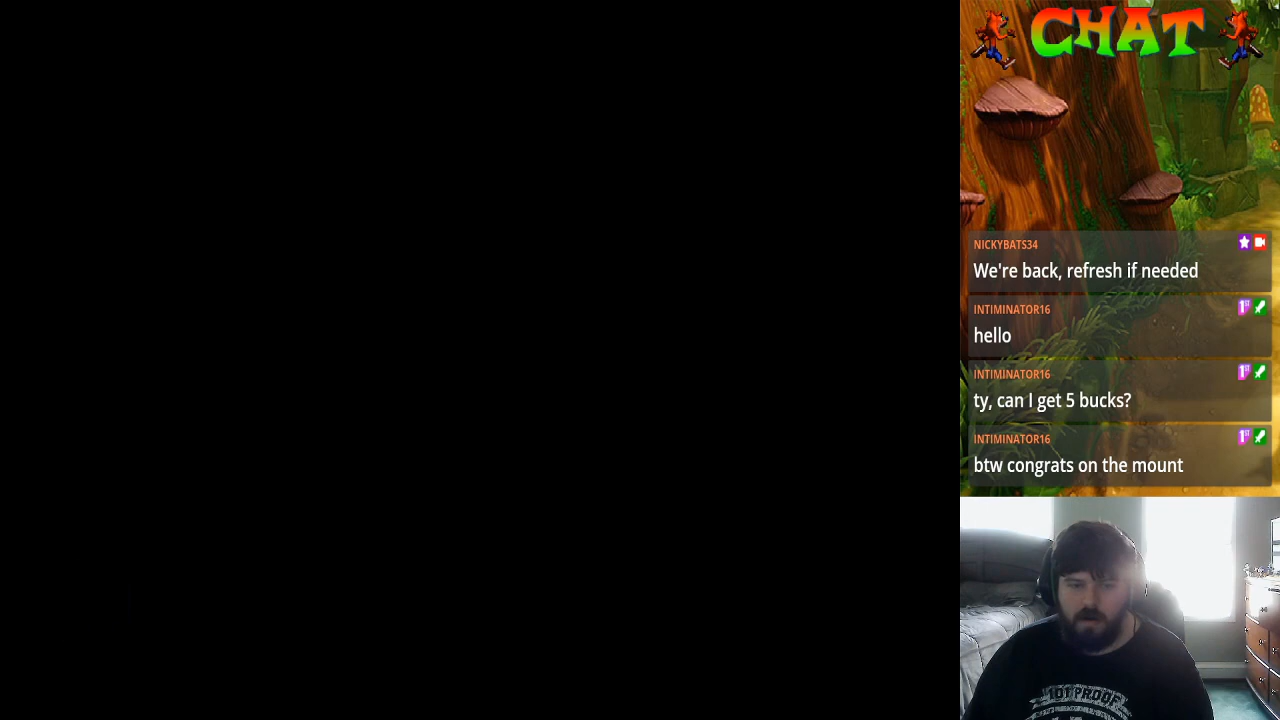 CHAT
NICKYBATS34
We're back, refresh if needed
INTIMINATOR16
hello
INTIMINATOR16
ty, can I get 5 bucks?
INTIMINATOR16
btw congrats on the mount